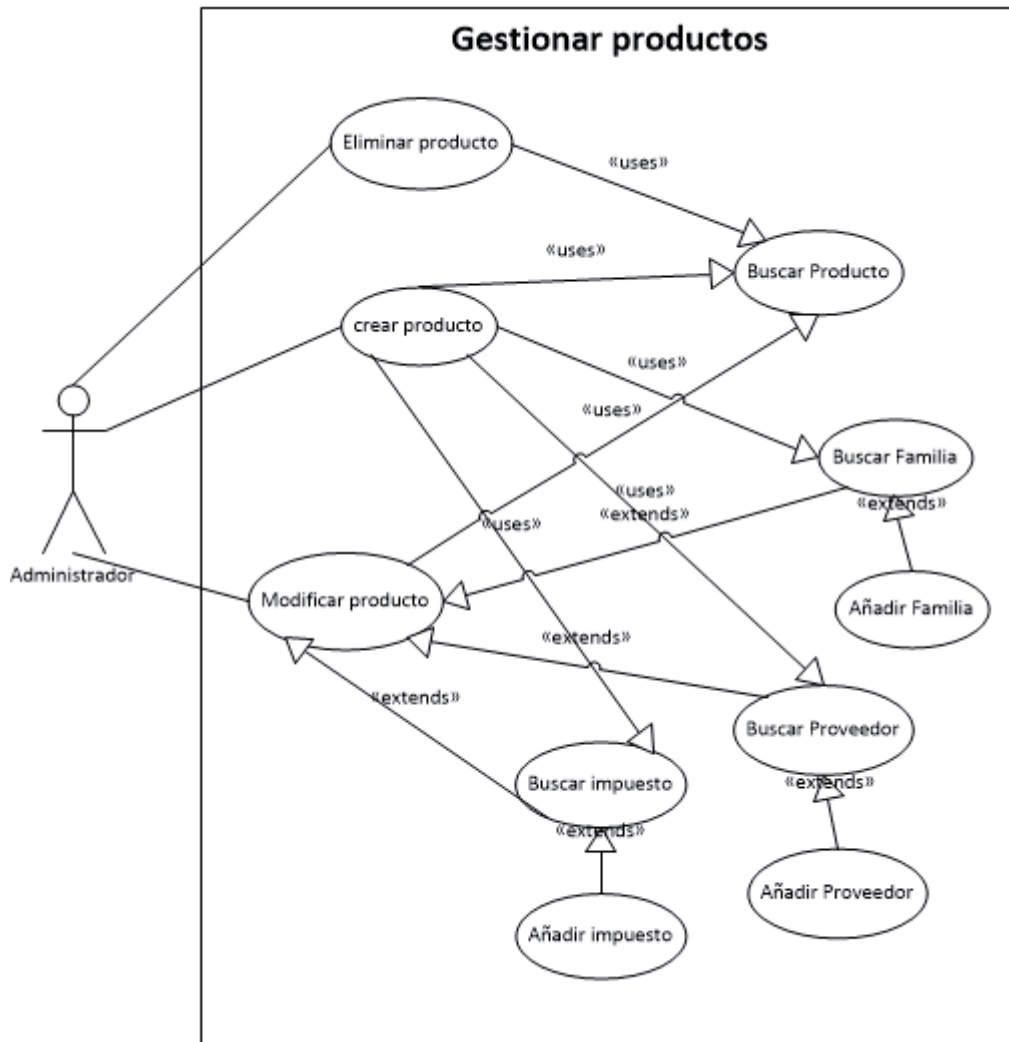 Gestionar productos
Eliminar producto
«uses»
«uses»
Buscar Producto
crear producto
«uses»
«uses»
Buscar Familia
«uses»
«extends»
«extends»
«uses»
Administrador
Modificar producto
Añadir Familia
«extends»
«extends»
Buscar Proveedor
Buscar impuesto
«extends»
«extends»
Añadir Proveedor
Añadir impuesto